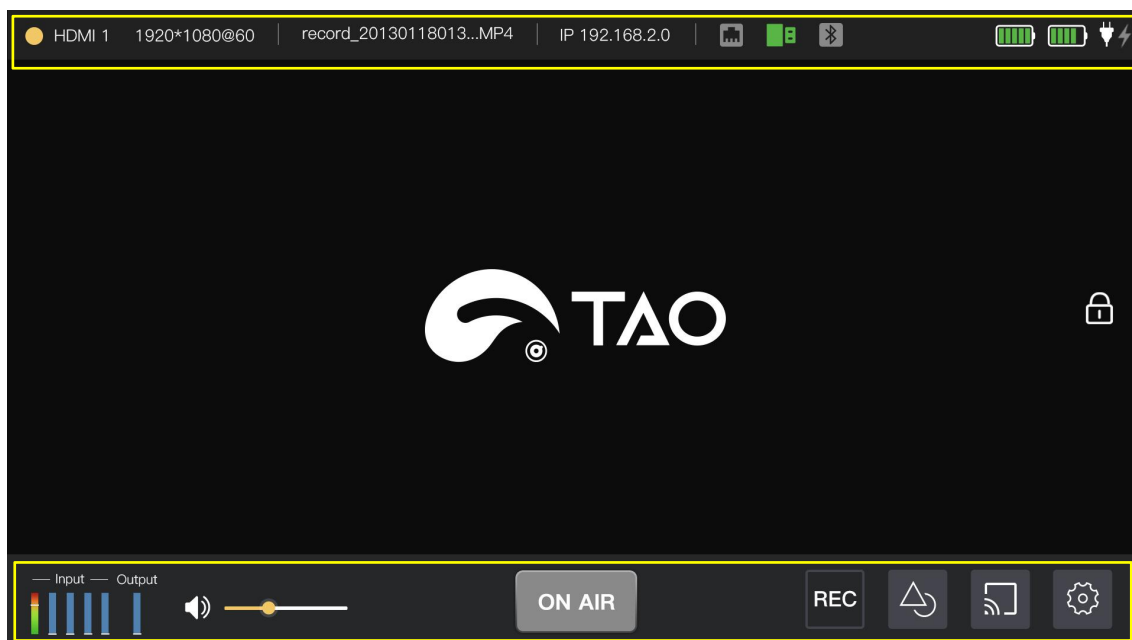 HDMI 1 1920*1080@60 record_20130118013...MP4 IP 192.168.2.0
TAO
Input Output
ON AIR
REC